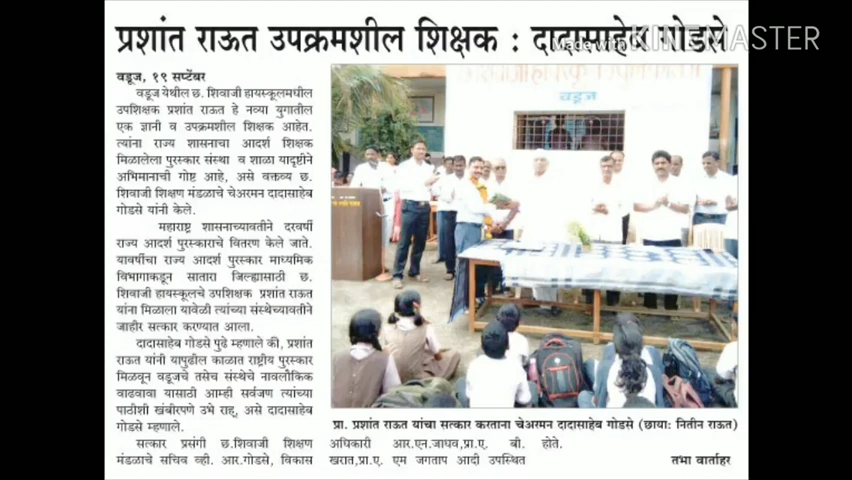 प्रशांत राऊत उपक्रमशील शिक्षक : दादासाहेब गोडसे
Made with KINEMASTER
वडूज, १९ सप्टेंबर
वडूज येथील छ. शिवाजी हायस्कूलमधील
उपशिक्षक प्रशांत राऊत हे नव्या युगातील
एक ज्ञानी व उपक्रमशील शिक्षक आहेत.
त्यांना राज्य शासनाचा आदर्श शिक्षक
मिळालेला पुरस्कार संस्था व शाळा यादृष्टीने
अभिमानाची गोष्ट आहे, असे वक्तव्य छ.
शिवाजी शिक्षण मंडळाचे चेअरमन दादासाहेब
गोडसे यांनी केले.
महाराष्ट्र शासनाच्यावतीने दरवर्षी
राज्य आदर्श पुरस्काराचे वितरण केले जाते.
यावर्षीचा राज्य आदर्श पुरस्कार माध्यमिक
विभागाकडून सातारा जिल्ह्यासाठी छ.
शिवाजी हायस्कूलचे उपशिक्षक प्रशांत राऊत
यांना मिळाला यावेळी त्यांच्या संस्थेच्यावतीने
जाहीर सत्कार करण्यात आला.
दादासाहेब गोडसे पुढे म्हणाले की, प्रशांत
राऊत यांनी यापुढील काळात राष्ट्रीय पुरस्कार
मिळवून वडूजचे तसेच संस्थेचे नावलौकिक
वाढवावा यासाठी आम्ही सर्वजण त्यांच्या
पाठीशी खंबीरपणे उभे राहू, असे दादासाहेब
गोडसे म्हणाले.
सत्कार प्रसंगी छ.शिवाजी शिक्षण
मंडळाचे सचिव व्ही. आर.गोडसे, विकास
वडूज
प्रा. प्रशांत राऊत यांचा सत्कार करताना चेअरमन दादासाहेब गोडसे (छाया: नितीन राऊत)
अधिकारी आर.एन.जाधव,प्रा.ए. बी.
खरात,प्रा.ए. एम जगताप आदी उपस्थित
होते.
तभा वार्ताहर